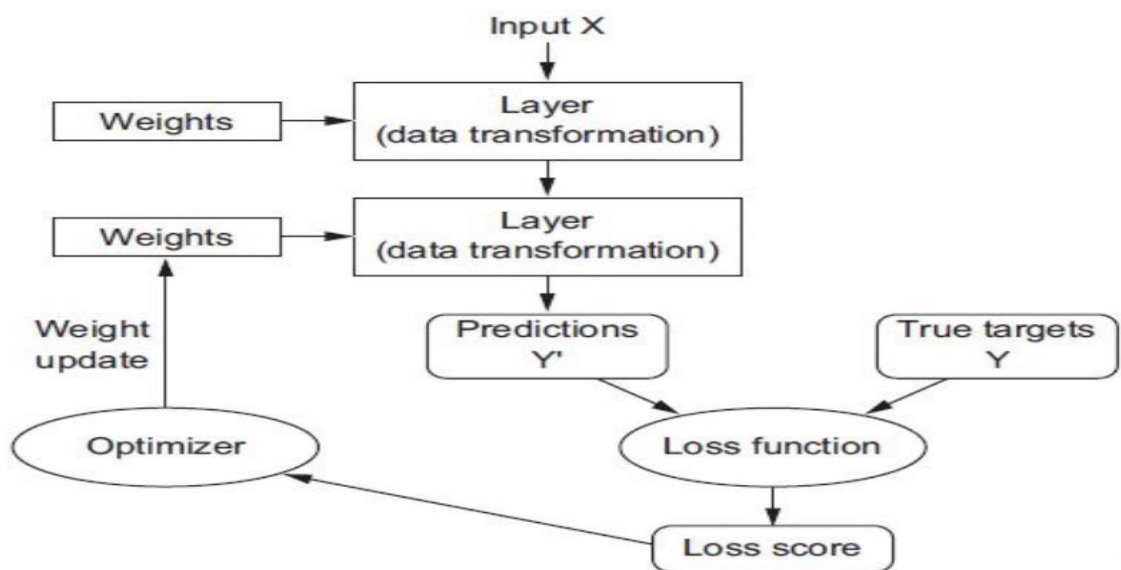 Input X
Layer
(data transformation)
Weights
Layer
(data transformation)
Weights
Weight
update
Predictions
Y'
True targets
Y
Optimizer
Loss function
Loss score